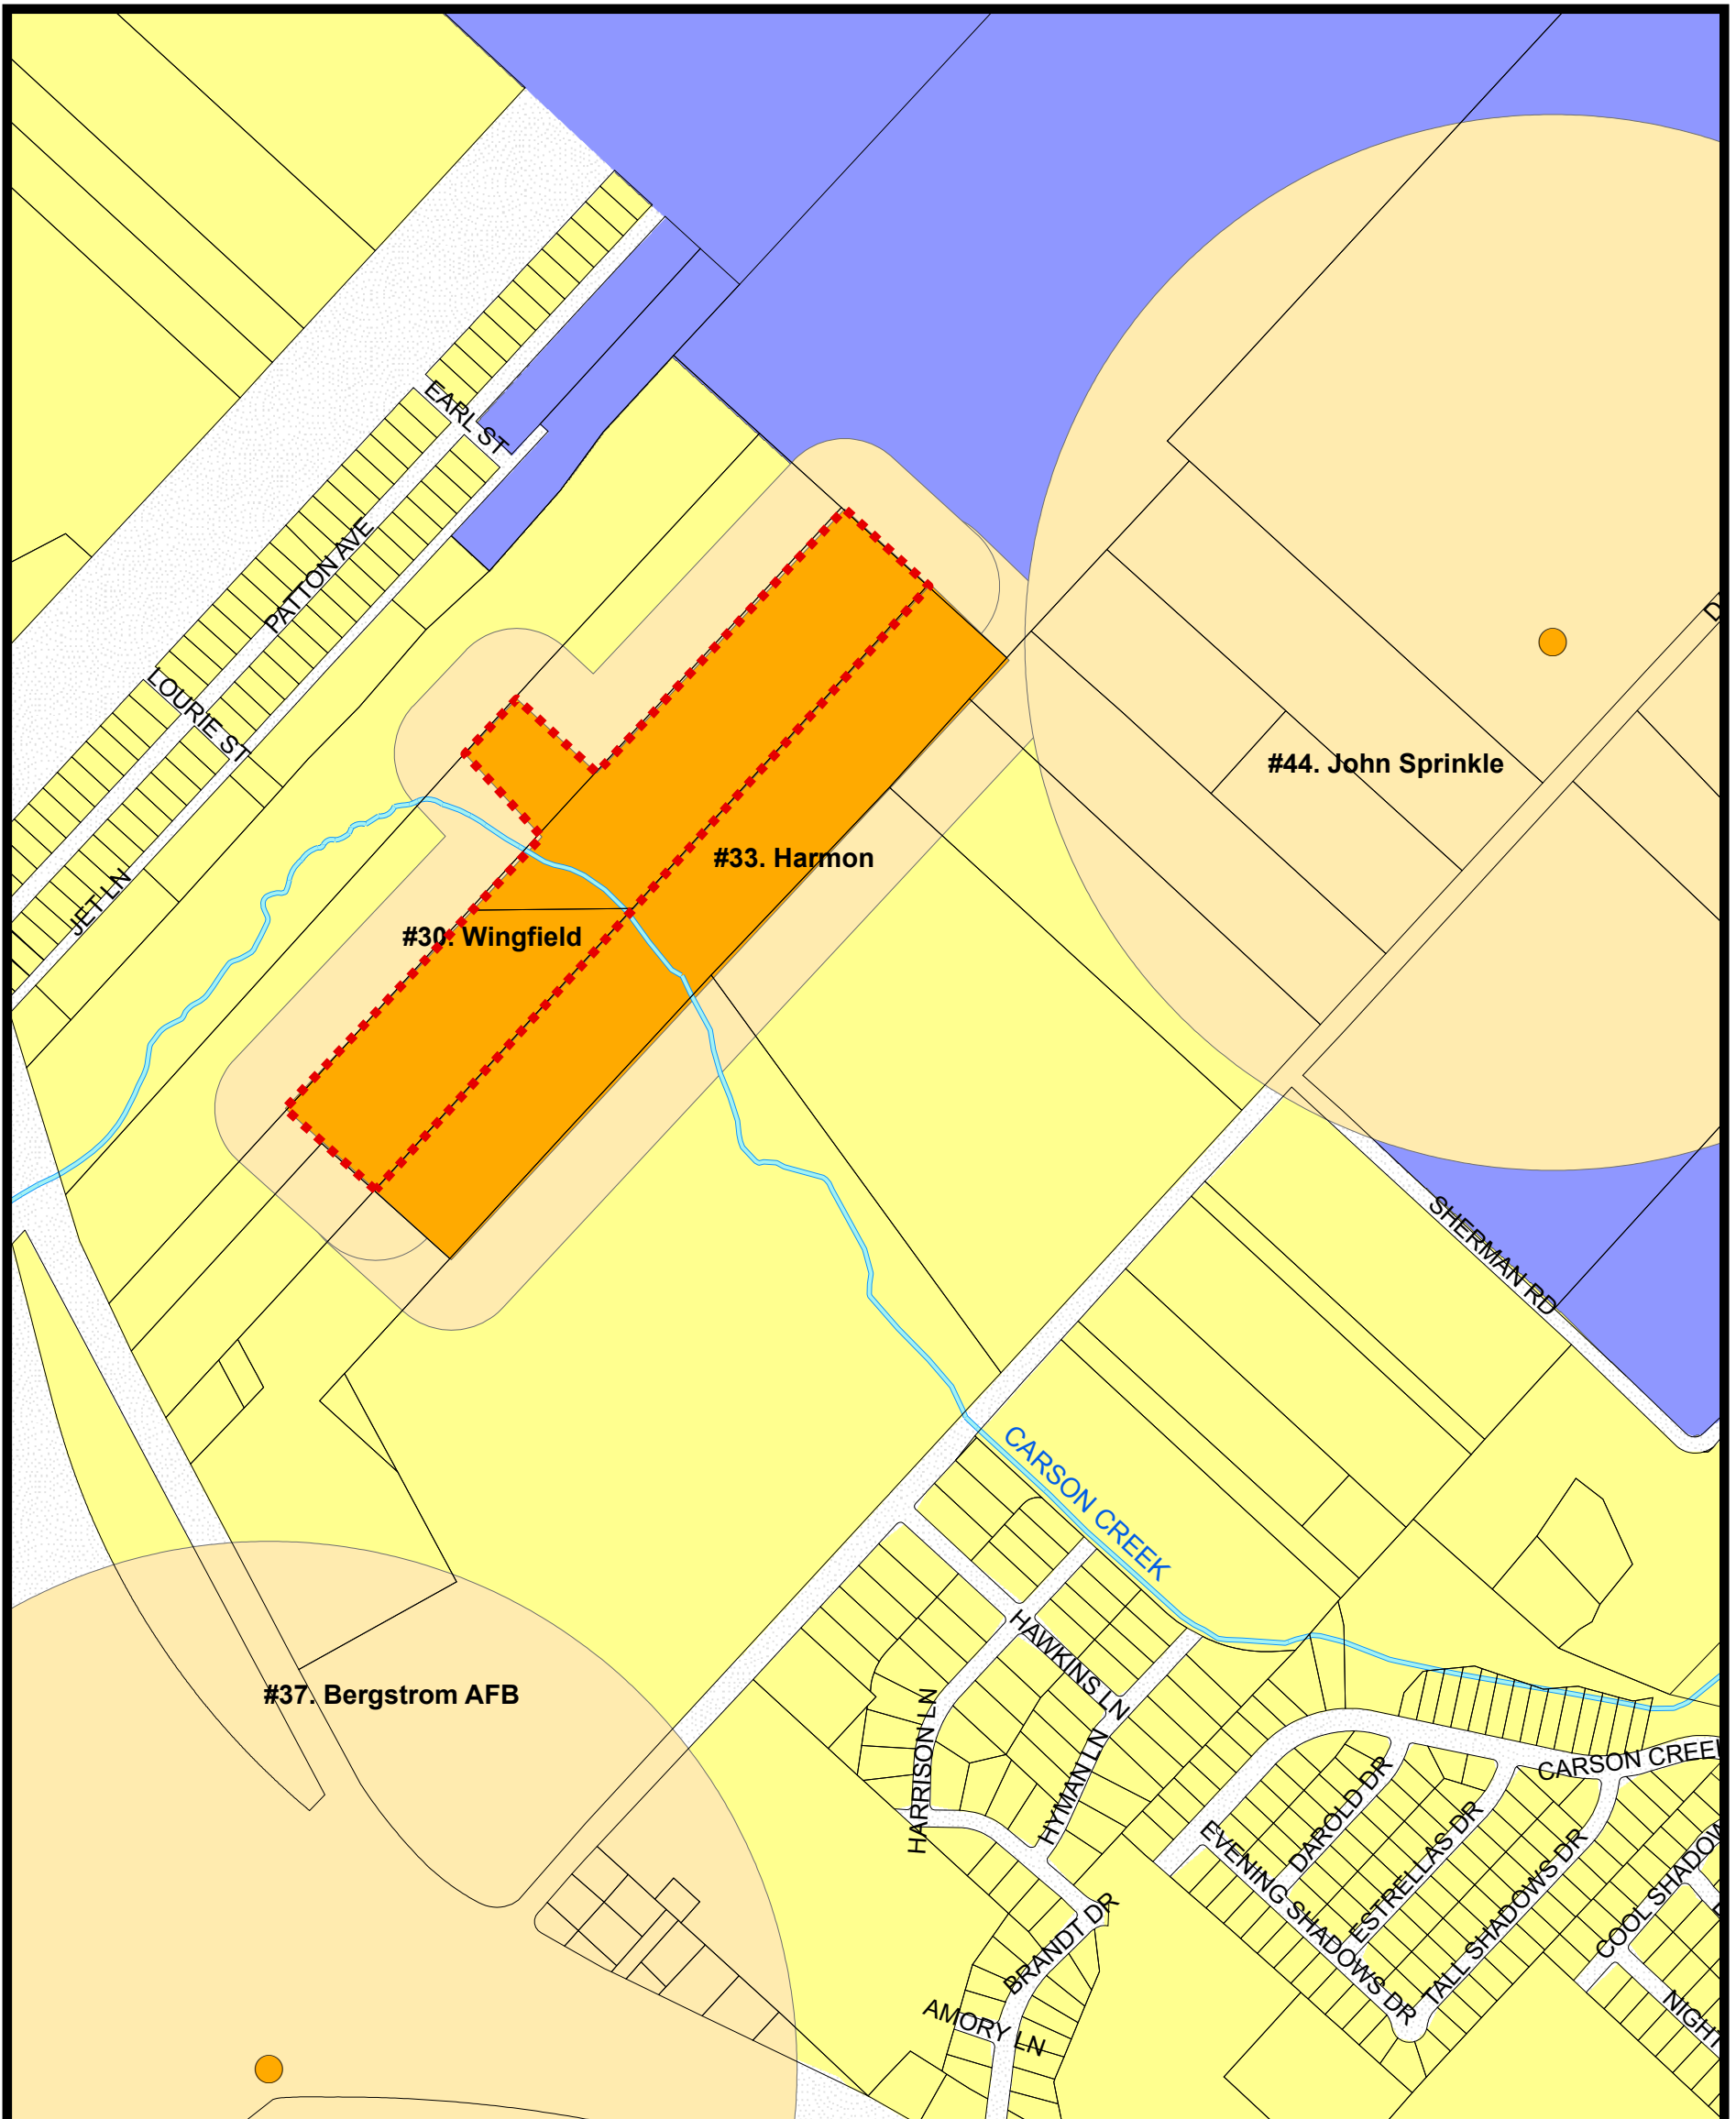 EARL ST
PATTON AVE
LOURIE ST
JET LN
#44. John Sprinkle
#33. Harmon
#30. Wingfield
SHERMAN RD
CARSON CREEK
HAWKINS LN
#37. Bergstrom AFB
HARRISON LN
HYMAN LN
CARSON CREEK
DAROLD DR
EVENING SHADOWS DR
ESTRELLAS DR
TALL SHADOWS DR
COOL SHADOW
BRANDT DR
AMORY LN
NIGHT